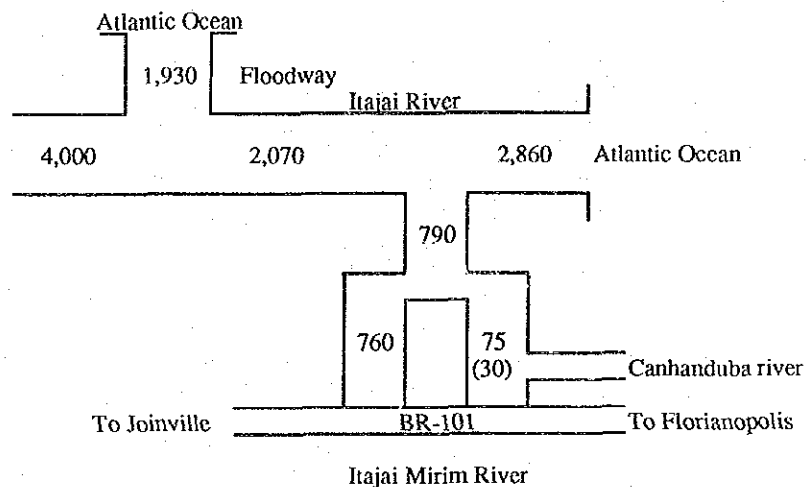 Atlantic Ocean
1,930 Floodway
Itajai River
4,000 2,070 2,860 Atlantic Ocean
790
760 75
(30)
Canhanduba river
To Joinville BR-101 To Florianopolis
Itajai Mirim River